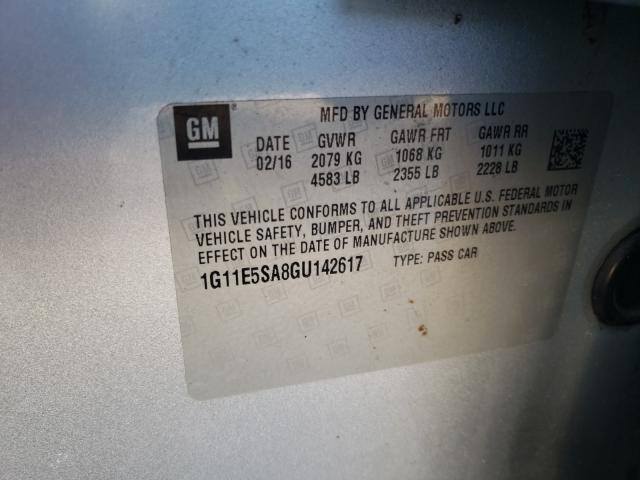 GM
MFD BY GENERAL MOTORS LLC
DATE GVWR GAWR FRT GAWR RR
02/16 2079 KG 1068 KG 1011 KG
4583 LB 2355 LB 2228 LB
THIS VEHICLE CONFORMS TO ALL APPLICABLE U.S. FEDERAL MOTOR
VEHICLE SAFETY, BUMPER, AND THEFT PREVENTION STANDARDS IN
EFFECT ON THE DATE OF MANUFACTURE SHOWN ABOVE.
1G11E5SA8GU142617 TYPE: PASS CAR